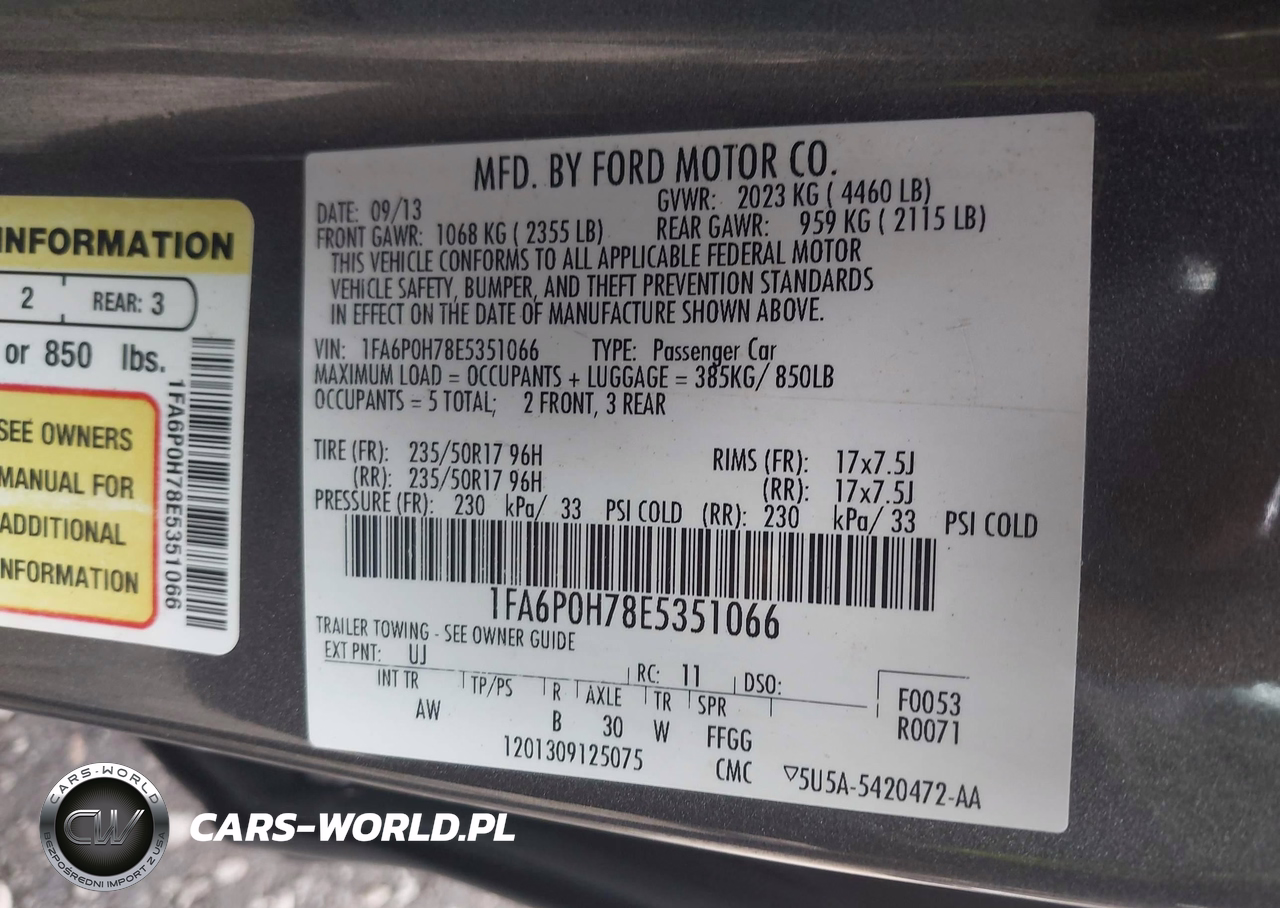 INFORMATION
2 REAR: 3
or 850 lbs.
SEE OWNERS
MANUAL FOR
ADDITIONAL
INFORMATION
1FA6P0H78E5351066
MFD. BY FORD MOTOR CO.
DATE: 09/13 GVWR: 2023 KG ( 4460 LB)
FRONT GAWR: 1068 KG ( 2355 LB) REAR GAWR: 959 KG ( 2115 LB)
THIS VEHICLE CONFORMS TO ALL APPLICABLE FEDERAL MOTOR
VEHICLE SAFETY, BUMPER, AND THEFT PREVENTION STANDARDS
IN EFFECT ON THE DATE OF MANUFACTURE SHOWN ABOVE.
VIN: 1FA6P0H78E5351066 TYPE: Passenger Car
MAXIMUM LOAD = OCCUPANTS + LUGGAGE = 385KG/ 850LB
OCCUPANTS = 5 TOTAL; 2 FRONT, 3 REAR
TIRE (FR): 235/50R17 96H RIMS (FR): 17x7.5J
(RR): 235/50R17 96H (RR): 17x7.5J
PRESSURE (FR): 230 kPa/ 33 PSI COLD (RR): 230 kPa/ 33 PSI COLD
1FA6P0H78E5351066
TRAILER TOWING - SEE OWNER GUIDE
EXT PNT: UJ RC: 11 DSO:
INT TR TP/PS R AXLE TR SPR F0053
AW B 30 W FFGG R0071
1201309125075 CMC ▽5U5A-5420472-AA
CARS-WORLD
CW
BEZPOŚREDNI IMPORT Z USA
CARS-WORLD.PL